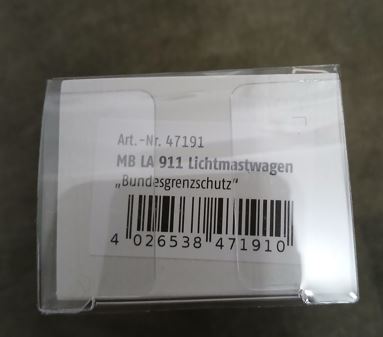 Art.-Nr. 47191
MB LA 911 Lichtmastwagen
„Bundesgrenzschutz“
4 026538 471910